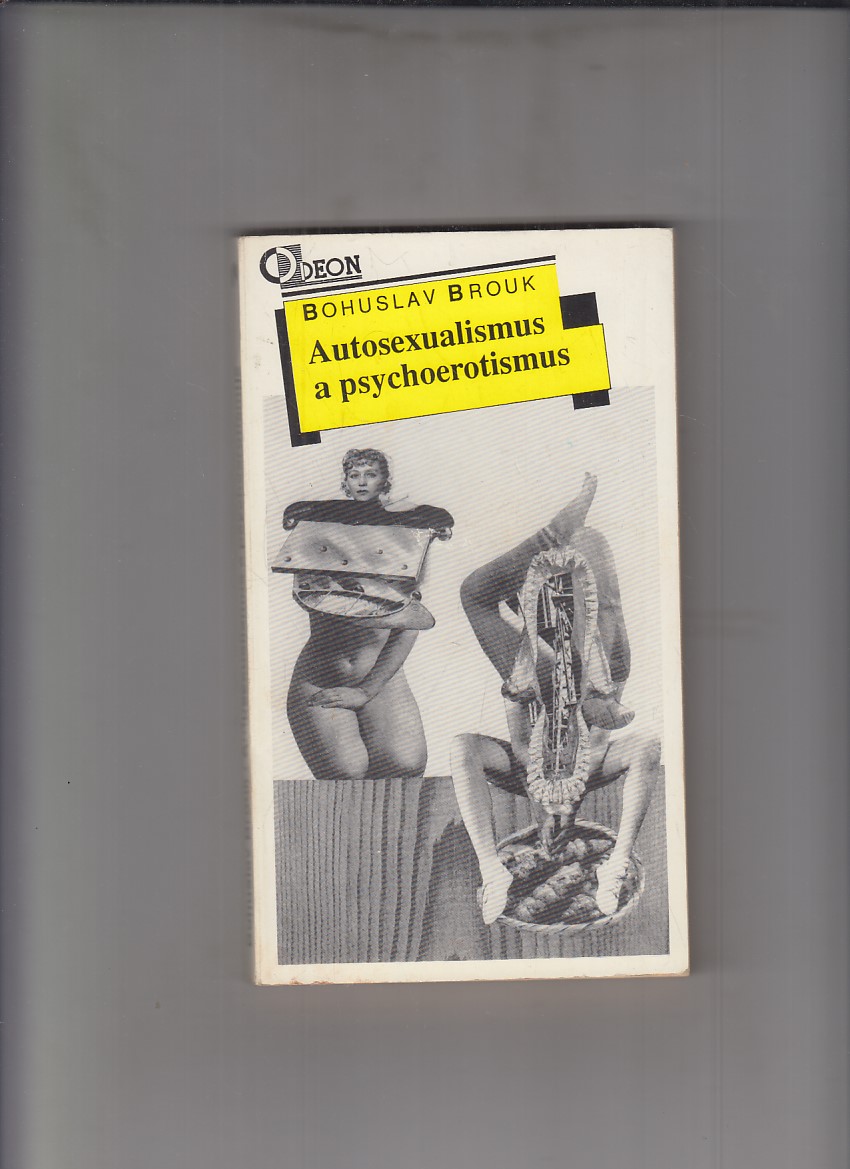 ODEON
BOHUSLAV BROUK
Autosexualismus
a psychoerotismus